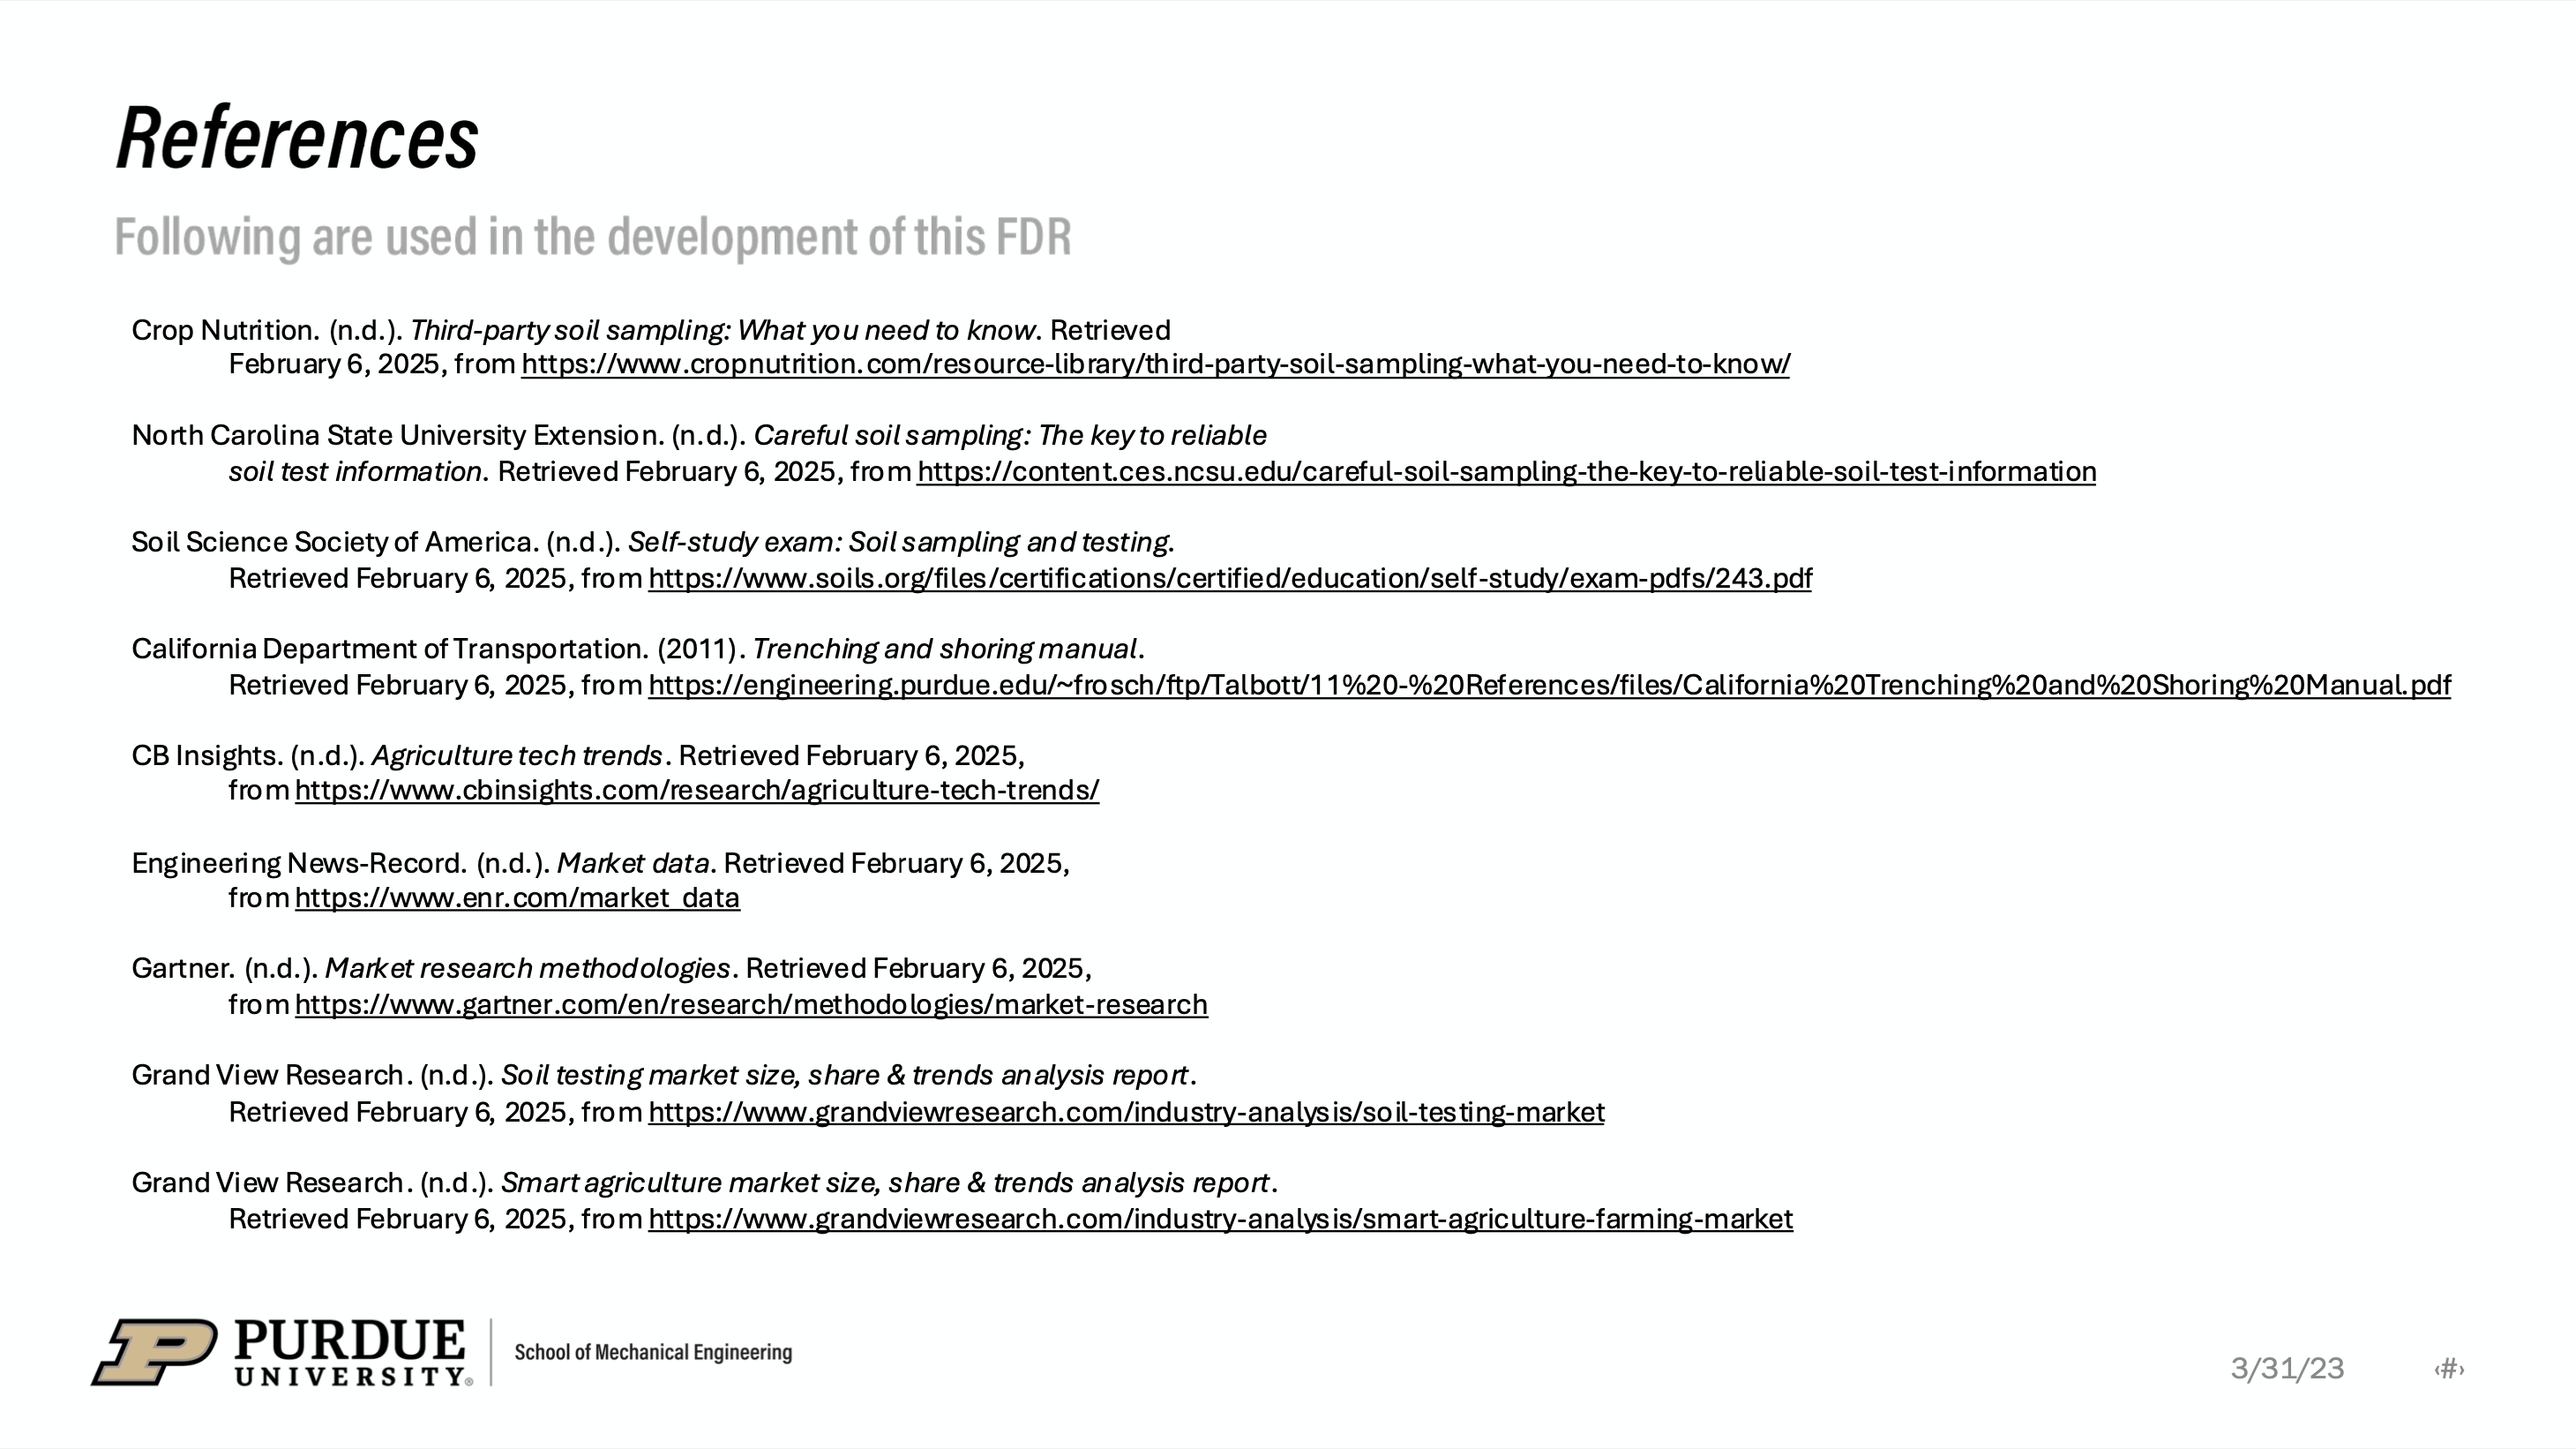 References
Following are used in the development of this FDR
Crop Nutrition. (n.d.). Third-party soil sampling: What you need to know. Retrieved
February 6, 2025, from https://www.cropnutrition.com/resource-library/third-party-soil-sampling-what-you-need-to-know/
North Carolina State University Extension. (n.d.). Careful soil sampling: The key to reliable
soil test information. Retrieved February 6, 2025, from https://content.ces.ncsu.edu/careful-soil-sampling-the-key-to-reliable-soil-test-information
Soil Science Society of America. (n.d.). Self-study exam: Soil sampling and testing.
Retrieved February 6, 2025, from https://www.soils.org/files/certifications/certified/education/self-study/exam-pdfs/243.pdf
California Department of Transportation. (2011). Trenching and shoring manual.
Retrieved February 6, 2025, from https://engineering.purdue.edu/~frosch/ftp/Talbott/11%20-%20References/files/California%20Trenching%20and%20Shoring%20Manual.pdf
CB Insights. (n.d.). Agriculture tech trends. Retrieved February 6, 2025,
from https://www.cbinsights.com/research/agriculture-tech-trends/
Engineering News-Record. (n.d.). Market data. Retrieved February 6, 2025,
from https://www.enr.com/market_data
Gartner. (n.d.). Market research methodologies. Retrieved February 6, 2025,
from https://www.gartner.com/en/research/methodologies/market-research
Grand View Research. (n.d.). Soil testing market size, share & trends analysis report.
Retrieved February 6, 2025, from https://www.grandviewresearch.com/industry-analysis/soil-testing-market
Grand View Research. (n.d.). Smart agriculture market size, share & trends analysis report.
Retrieved February 6, 2025, from https://www.grandviewresearch.com/industry-analysis/smart-agriculture-farming-market
P PURDUE
UNIVERSITY®
School of Mechanical Engineering
3/31/23
‹#›